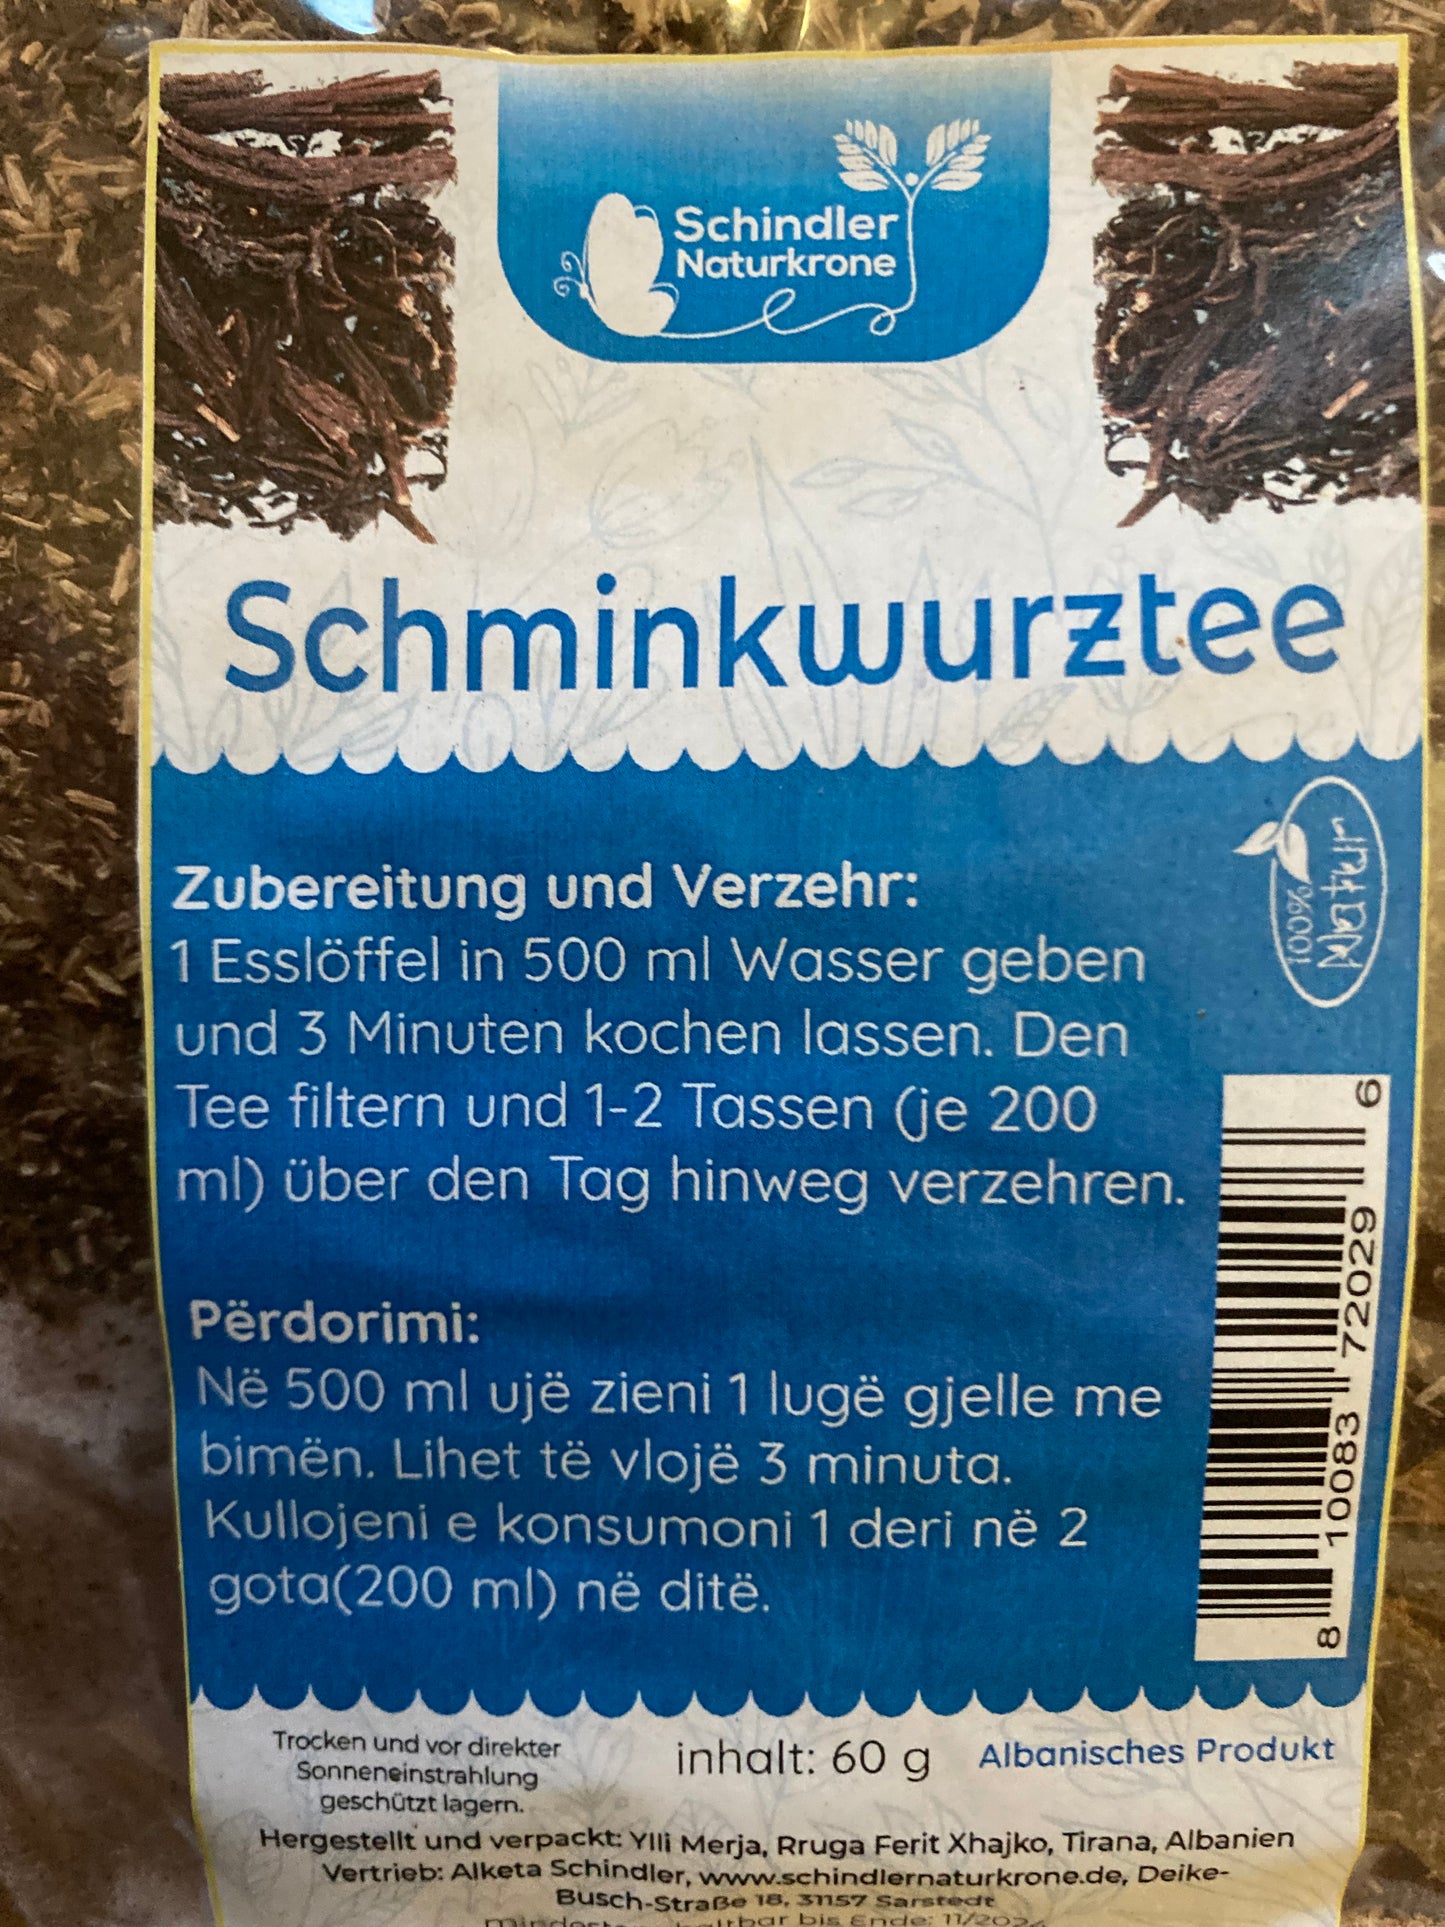 Schindler
Naturkrone
Schminkwurztee
100%
Natur
Zubereitung und Verzehr:
1 Esslöffel in 500 ml Wasser geben
und 3 Minuten kochen lassen. Den
Tee filtern und 1-2 Tassen (je 200
ml) über den Tag hinweg verzehren.
Përdorimi:
Në 500 ml ujë zieni 1 lugë gjelle me
bimën. Lihet të vlojë 3 minuta.
Kullojeni e konsumoni 1 deri në 2
gota(200 ml) në ditë.
8 10083 72029 6
Trocken und vor direkter
Sonneneinstrahlung
geschützt lagern.
inhalt: 60 g
Albanisches Produkt
Hergestellt und verpackt: Ylli Merja, Rruga Ferit Xhajko, Tirana, Albanien
Vertrieb: Alketa Schindler, www.schindlernaturkrone.de, Deike-
Busch-Straße 18, 31157 Sarstedt
bis Ende: